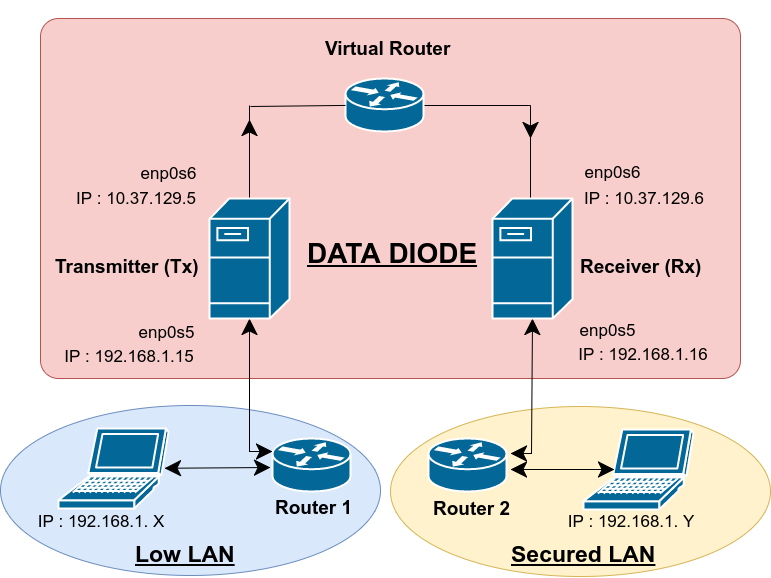 Virtual Router
enp0s6
IP : 10.37.129.5
enp0s6
IP : 10.37.129.6
Transmitter (Tx)
DATA DIODE
Receiver (Rx)
enp0s5
IP : 192.168.1.15
enp0s5
IP : 192.168.1.16
Router 1
IP : 192.168.1. X
Low LAN
Router 2
IP : 192.168.1. Y
Secured LAN